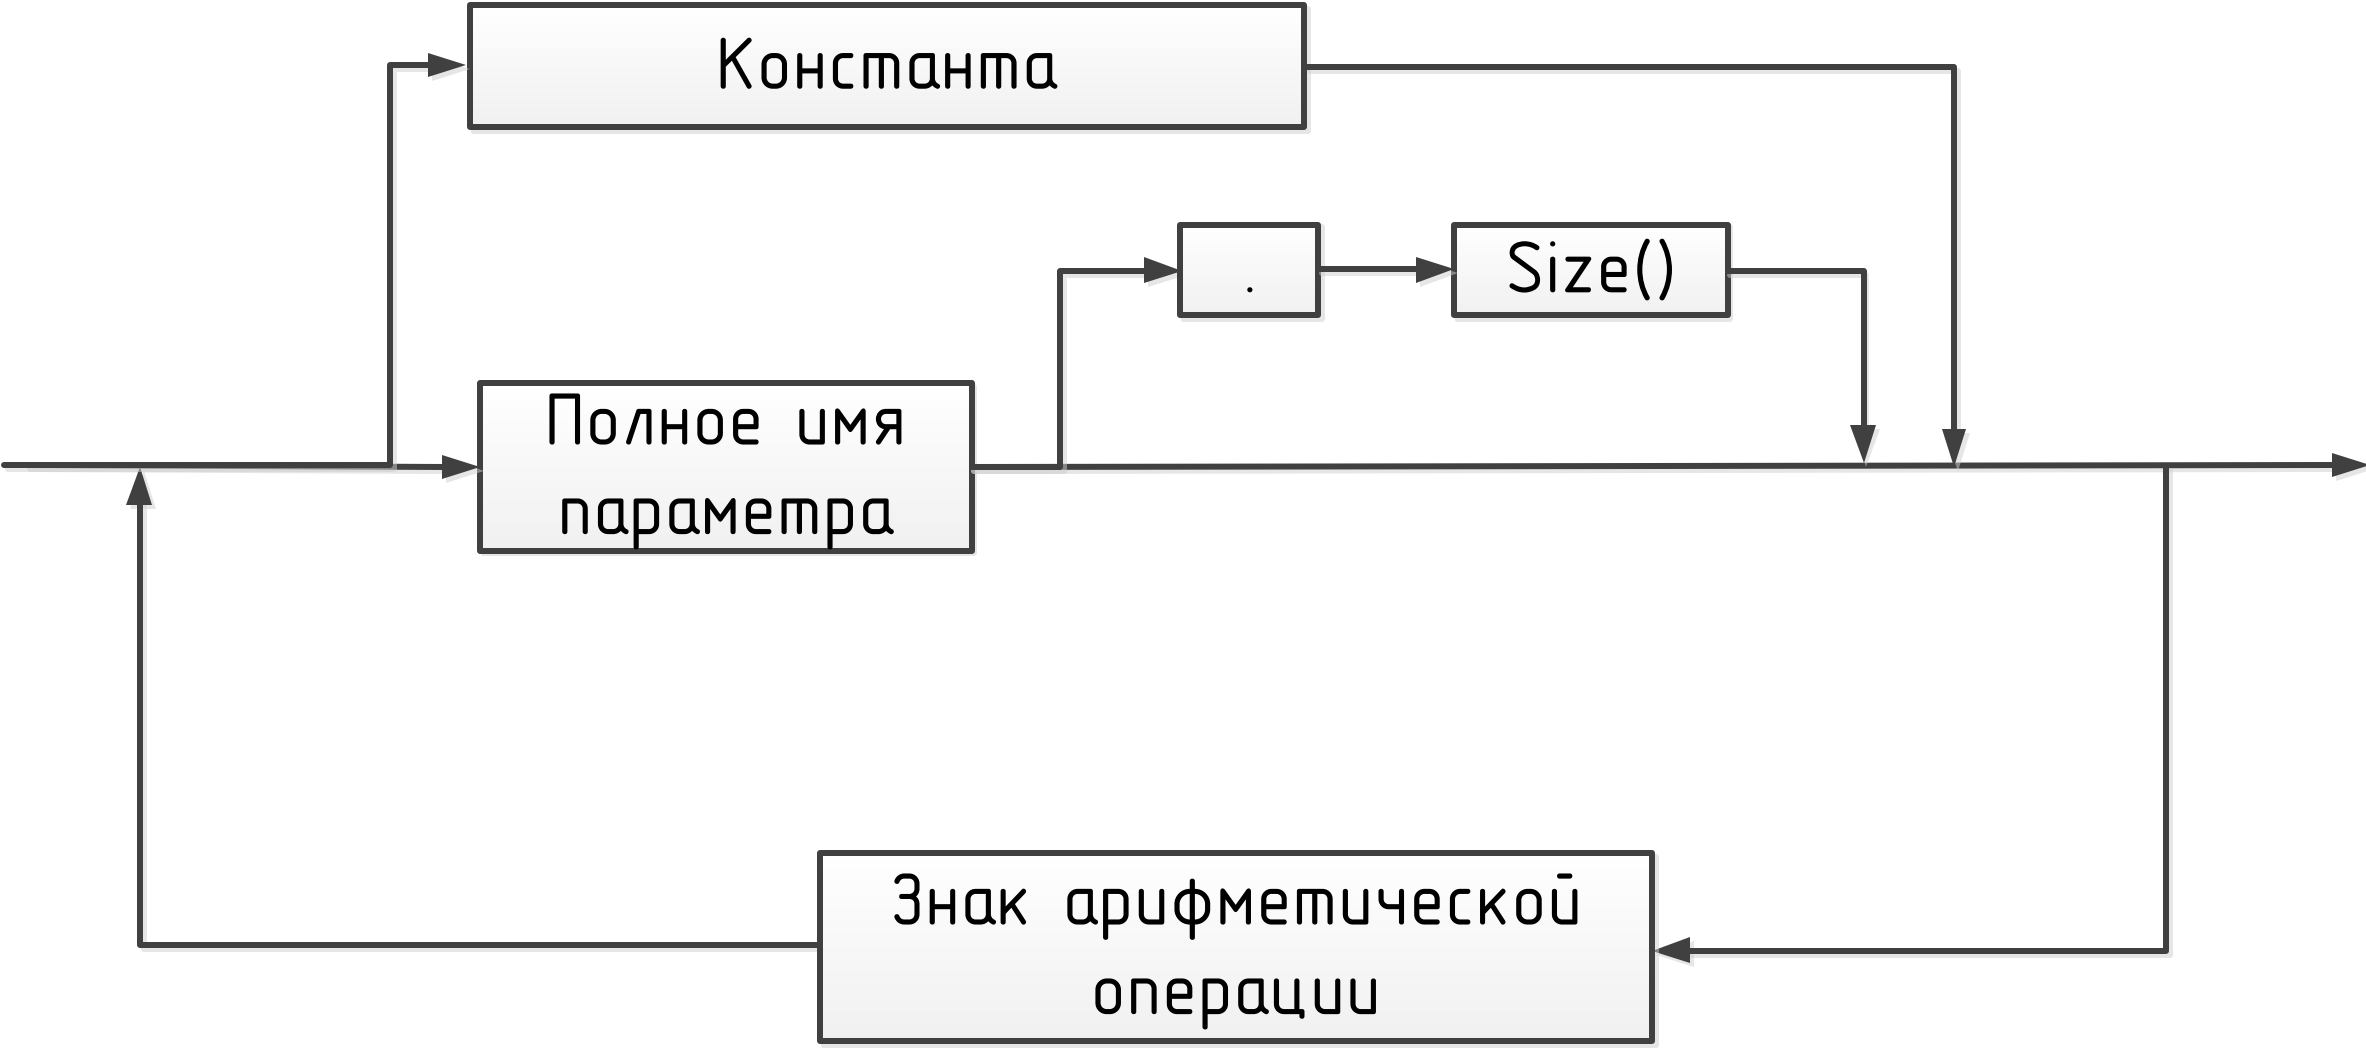 Константа
.
Size()
Полное имя
параметра
Знак арифметической
операции